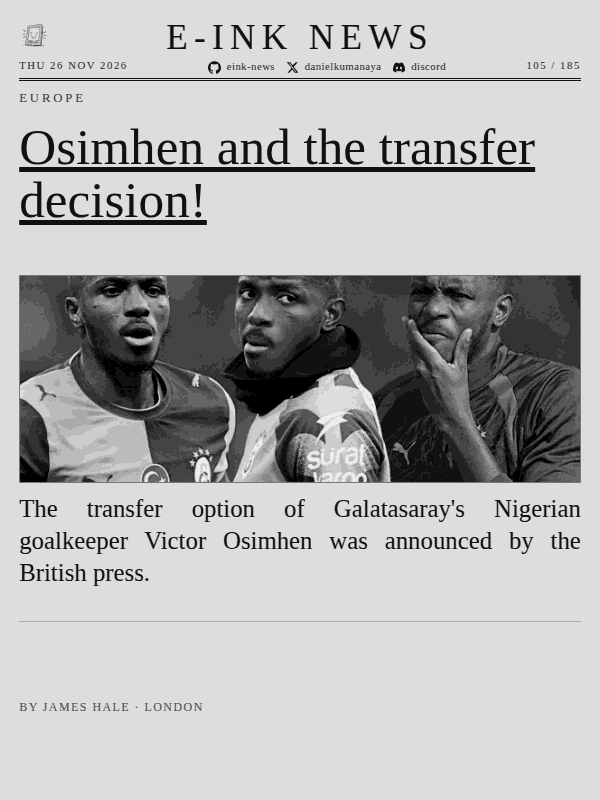 E-INK NEWS
THU 26 NOV 2026 eink-news danielkumanaya discord 105 / 185
EUROPE
Osimhen and the transfer
decision!
sürat
The transfer option of Galatasaray's Nigerian
goalkeeper Victor Osimhen was announced by the
British press.
BY JAMES HALE · LONDON